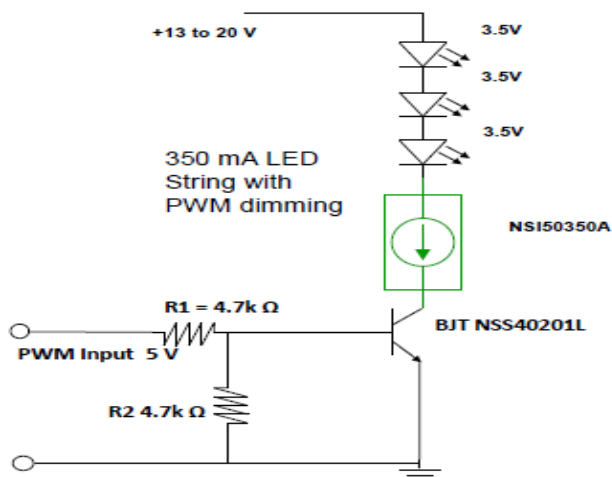 +13 to 20 V
3.5V
3.5V
3.5V
350 mA LED
String with
PWM dimming
NSI50350A
R1 = 4.7k Ω
BJT NSS40201L
PWM Input 5 V
R2 4.7k Ω